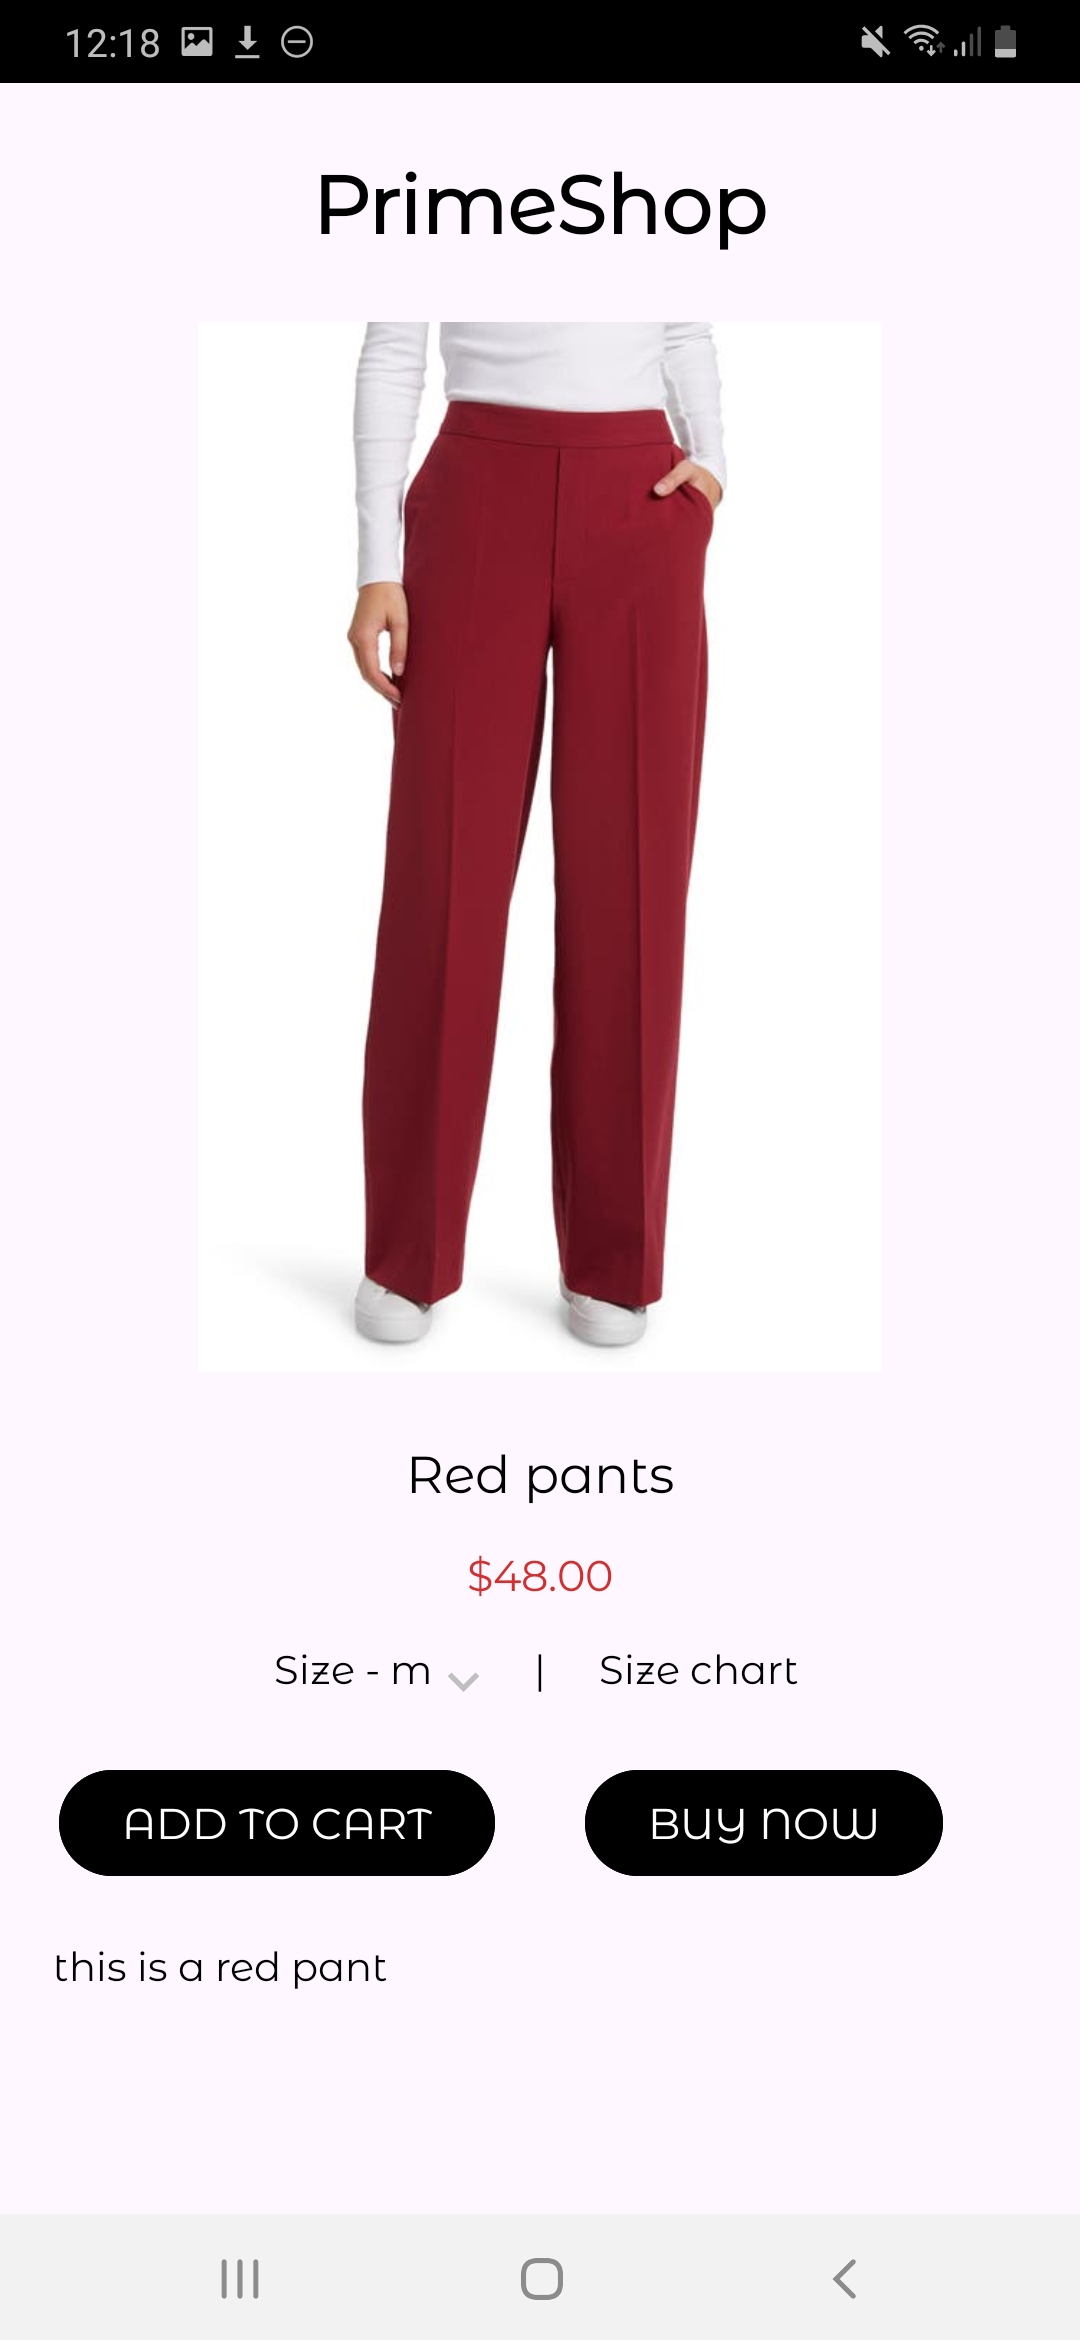 12:18
PrimeShop
Red pants
$48.00
Size - m | Size chart
ADD TO CART BUY NOW
this is a red pant